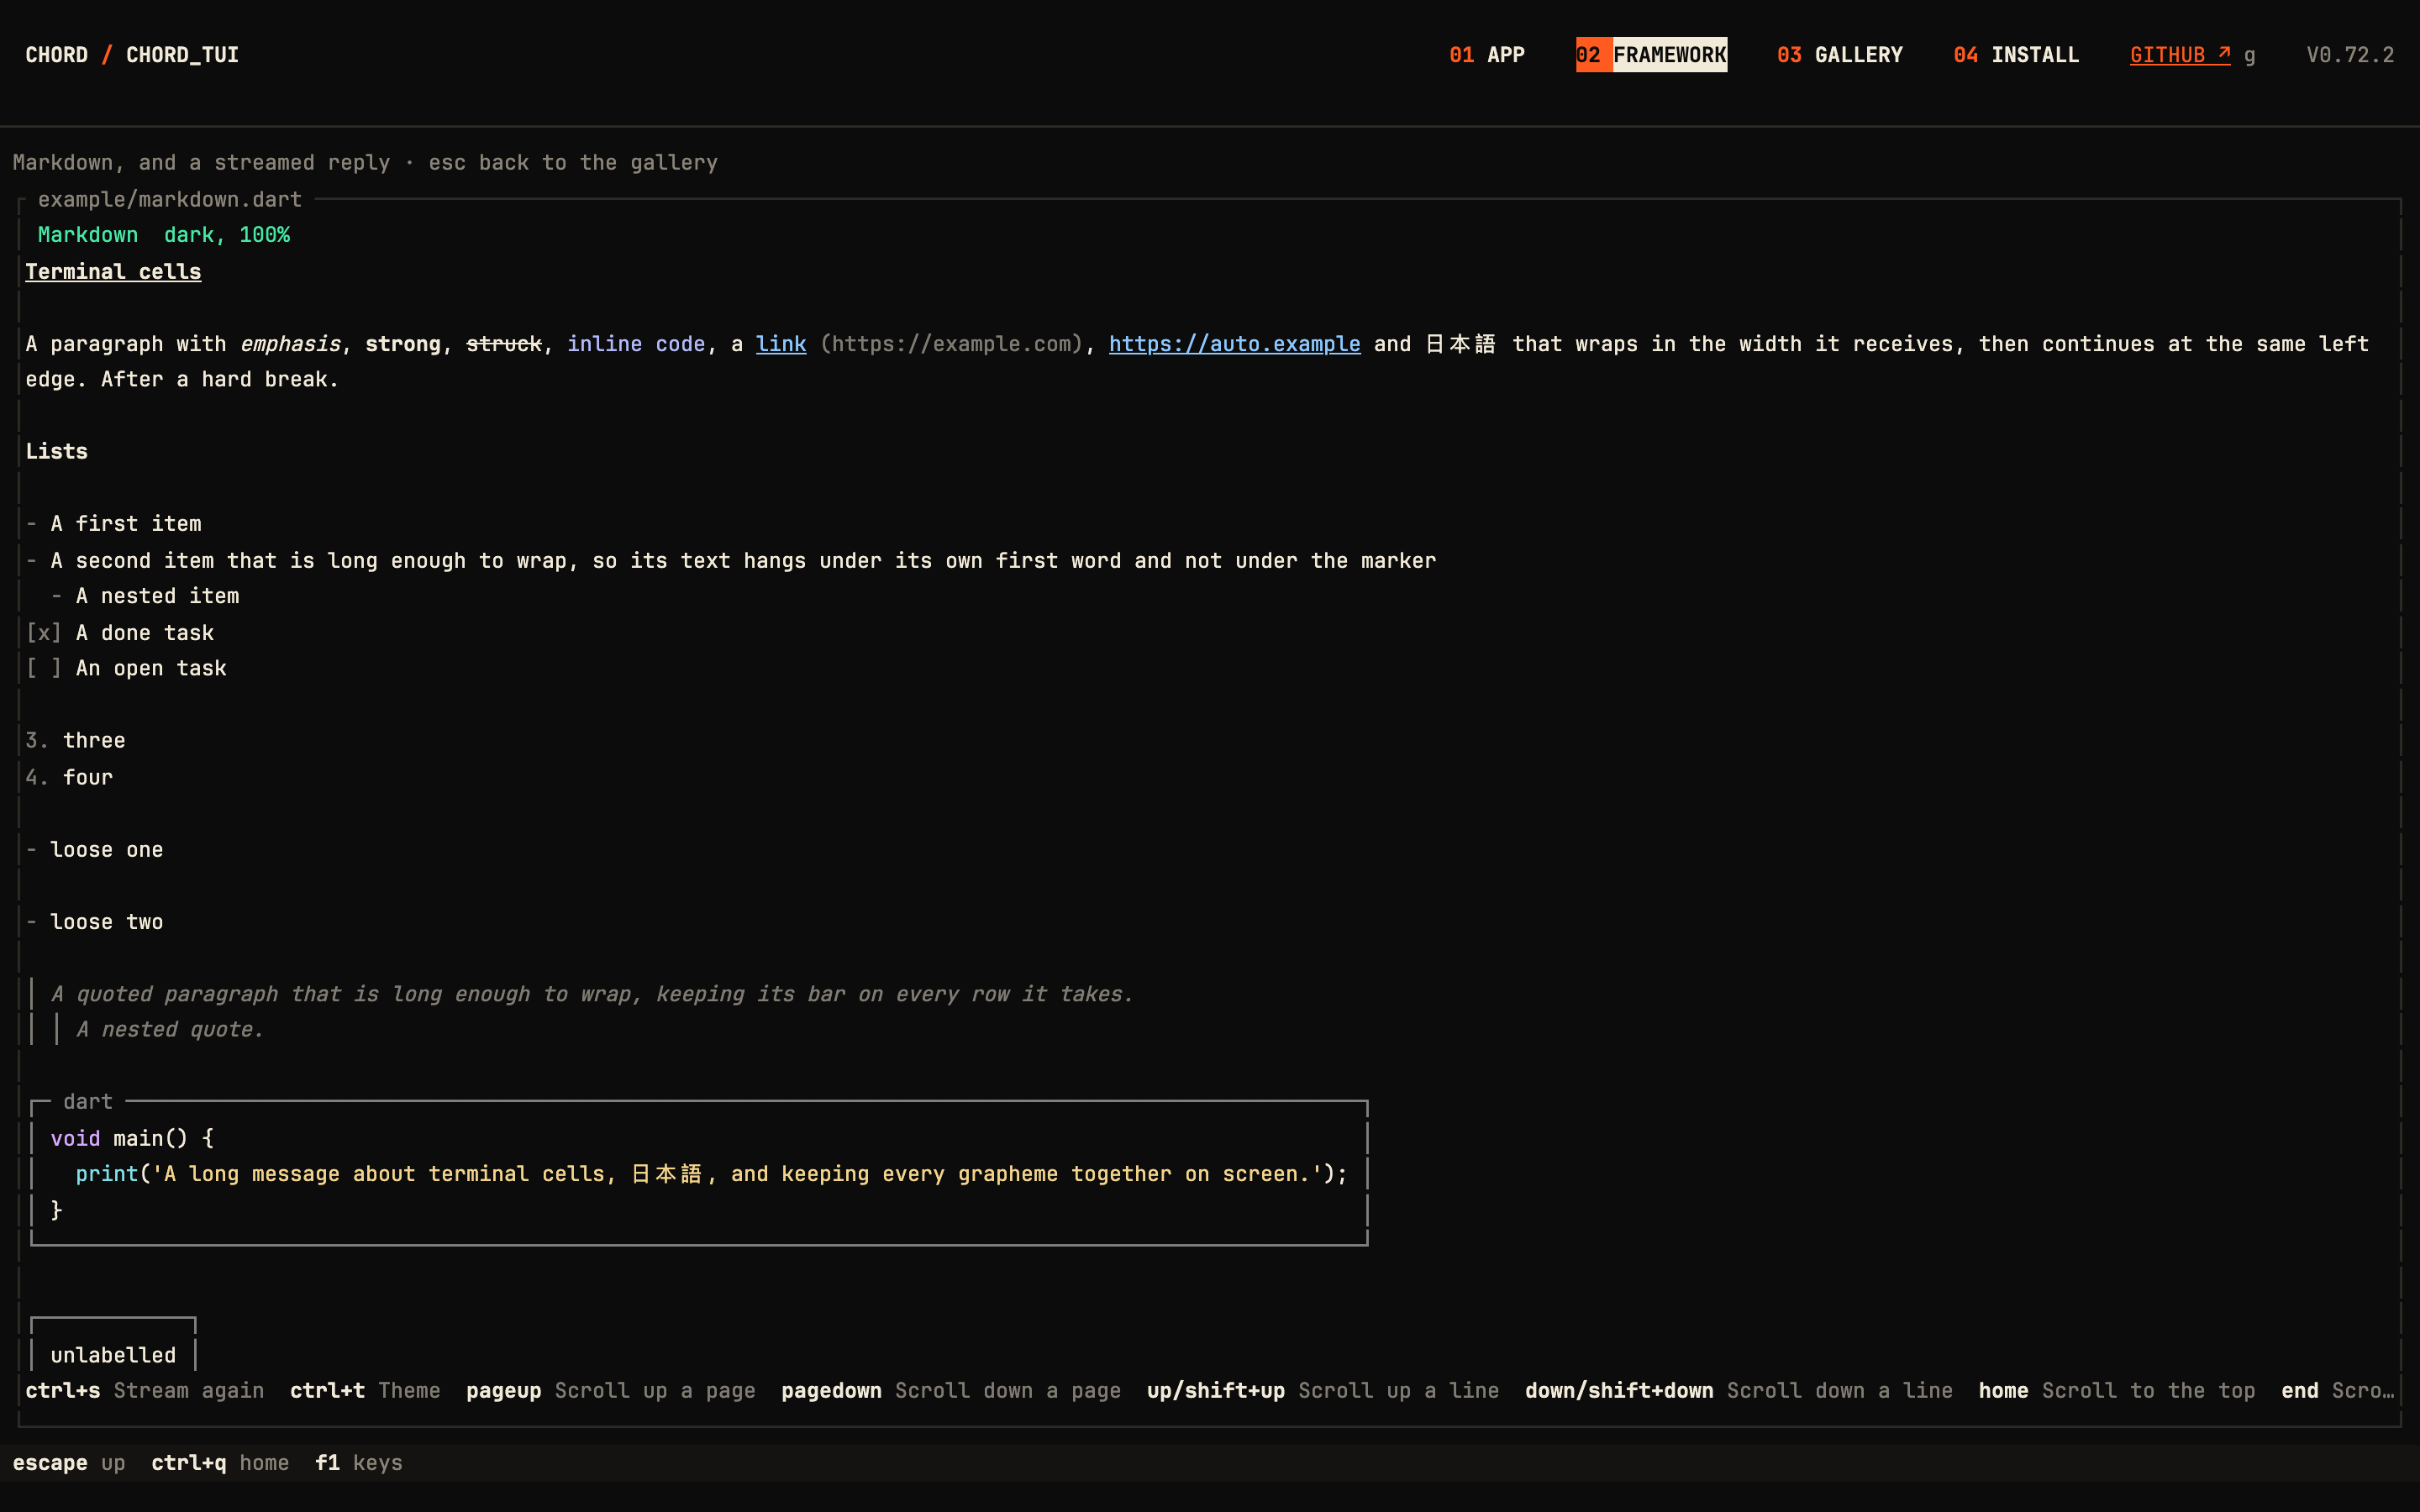 CHORD / CHORD_TUI 01 APP 02 FRAMEWORK 03 GALLERY 04 INSTALL GITHUB ↗ g V0.72.2
Markdown, and a streamed reply · esc back to the gallery
example/markdown.dart
Markdown dark, 100%
Terminal cells
A paragraph with emphasis, strong, struck, inline code, a link (https://example.com), https://auto.example and 日本語 that wraps in the width it receives, then continues at the same left
edge. After a hard break.
Lists
- A first item
- A second item that is long enough to wrap, so its text hangs under its own first word and not under the marker
- A nested item
[x] A done task
[ ] An open task
3. three
4. four
- loose one
- loose two
A quoted paragraph that is long enough to wrap, keeping its bar on every row it takes.
A nested quote.
dart
void main() {
print('A long message about terminal cells, 日本語, and keeping every grapheme together on screen.');
}
unlabelled
ctrl+s Stream again ctrl+t Theme pageup Scroll up a page pagedown Scroll down a page up/shift+up Scroll up a line down/shift+down Scroll down a line home Scroll to the top end Scro…
escape up ctrl+q home f1 keys